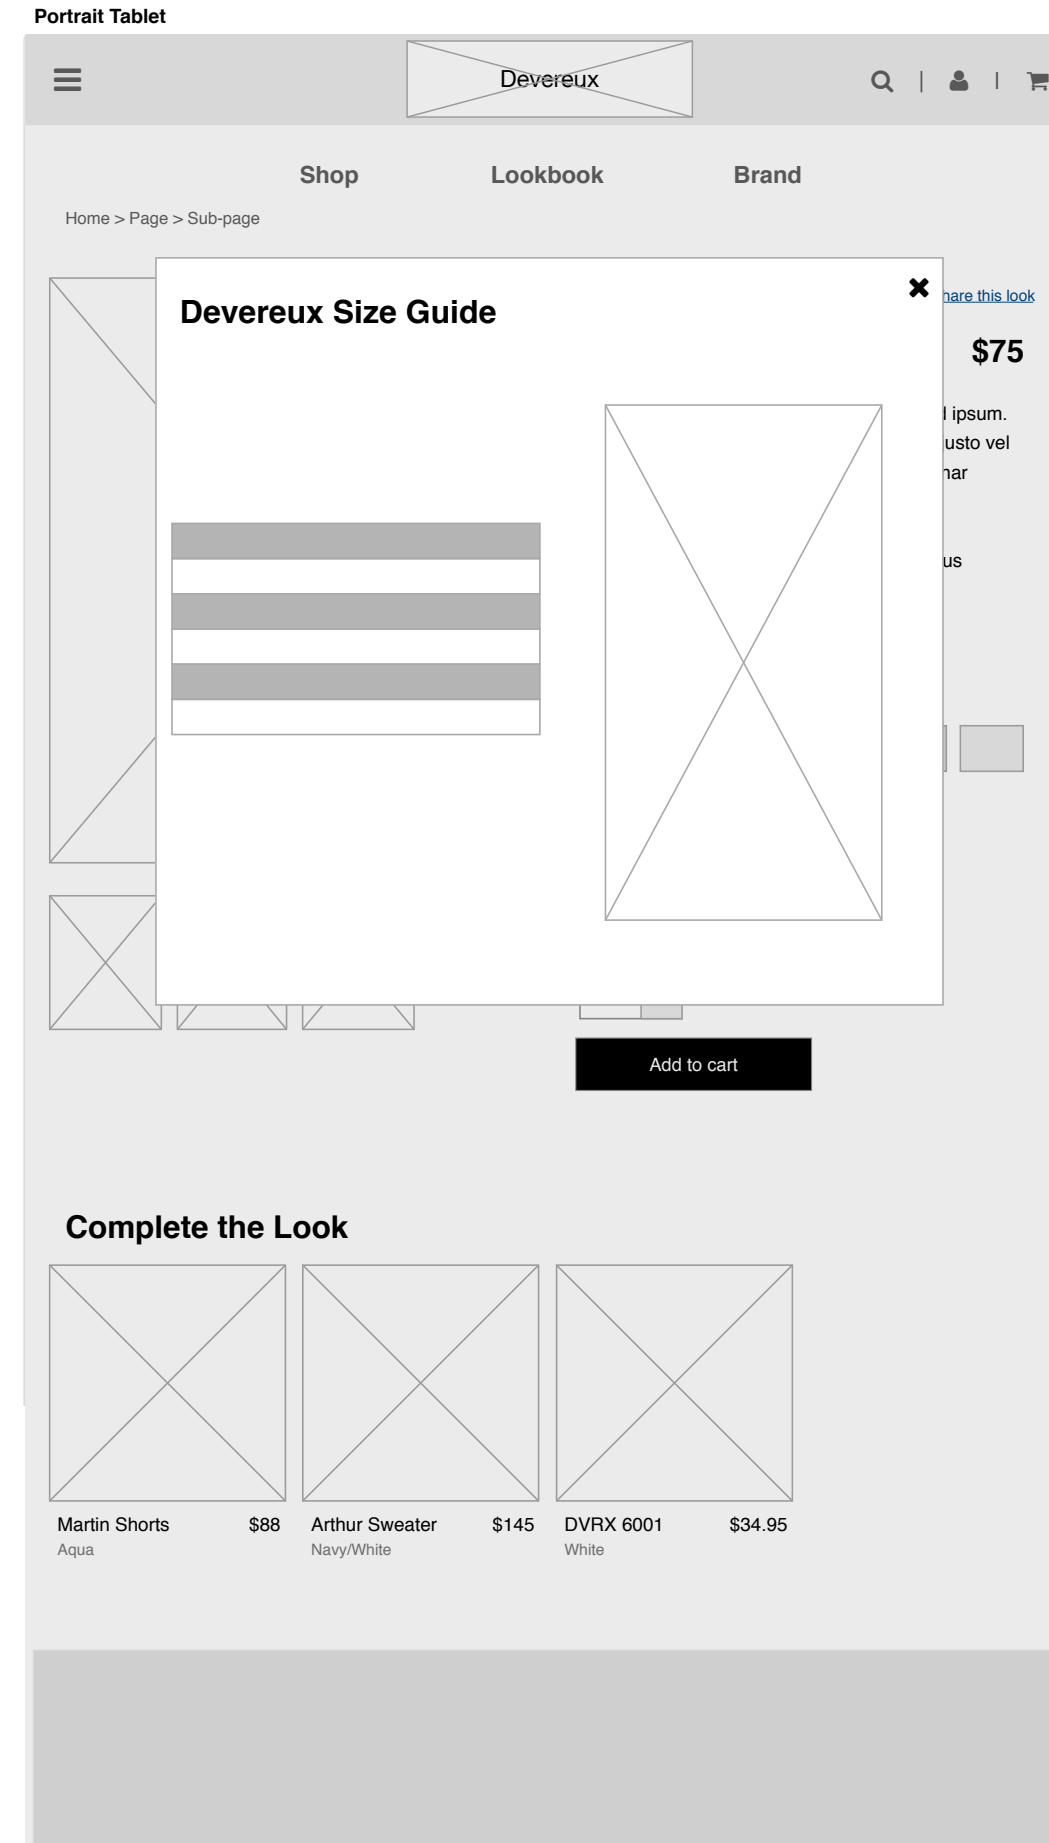 Portrait Tablet
Devereux
Shop Lookbook Brand
Home > Page > Sub-page
Devereux Size Guide
hare this look
$75
ipsum.
usto vel
nar
us
Add to cart
Complete the Look
Martin Shorts $88 Arthur Sweater $145 DVRX 6001 $34.95
Aqua Navy/White White